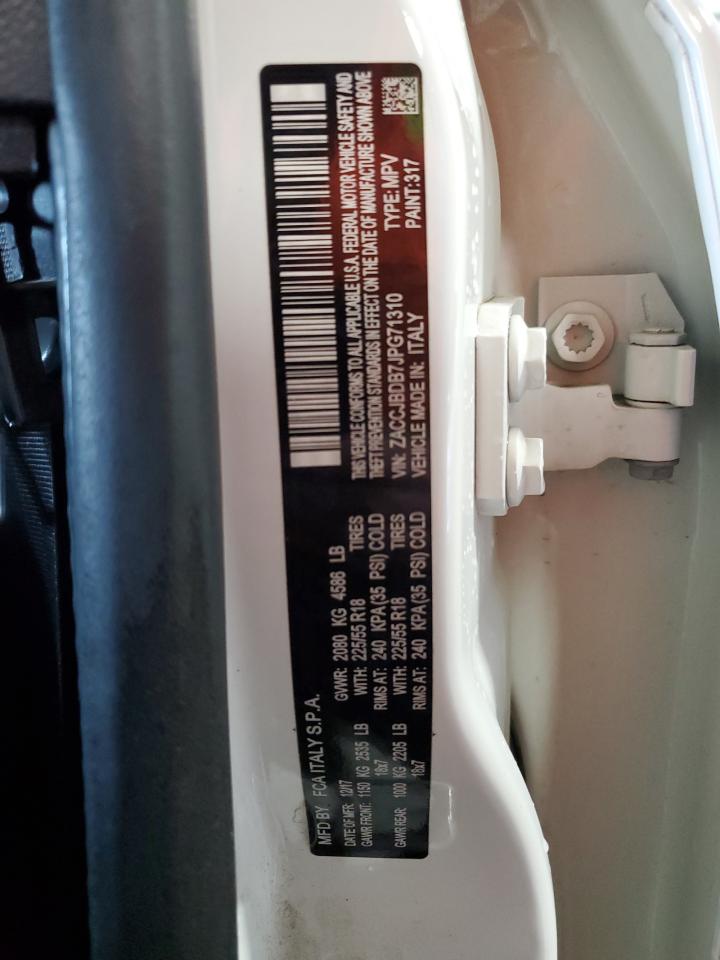 MFD BY FCA ITALY S.P.A.
DATE OF MFR: 12/17 GVWR: 2080 KG 4586 LB
GAWR FRONT: 1150 KG 2535 LB WITH: 225/55 R18 TIRES
18x7 RIMS AT: 240 KPA(35 PSI) COLD
GAWR REAR: 1000 KG 2205 LB WITH: 225/55 R18 TIRES
18x7 RIMS AT: 240 KPA(35 PSI) COLD
THIS VEHICLE CONFORMS TO ALL APPLICABLE U.S.A. FEDERAL MOTOR VEHICLE SAFETY AND
THEFT PREVENTION STANDARDS IN EFFECT ON THE DATE OF MANUFACTURE SHOWN ABOVE
VIN: ZACCJBDB7JPG71310 TYPE: MPV
VEHICLE MADE IN: ITALY PAINT:317